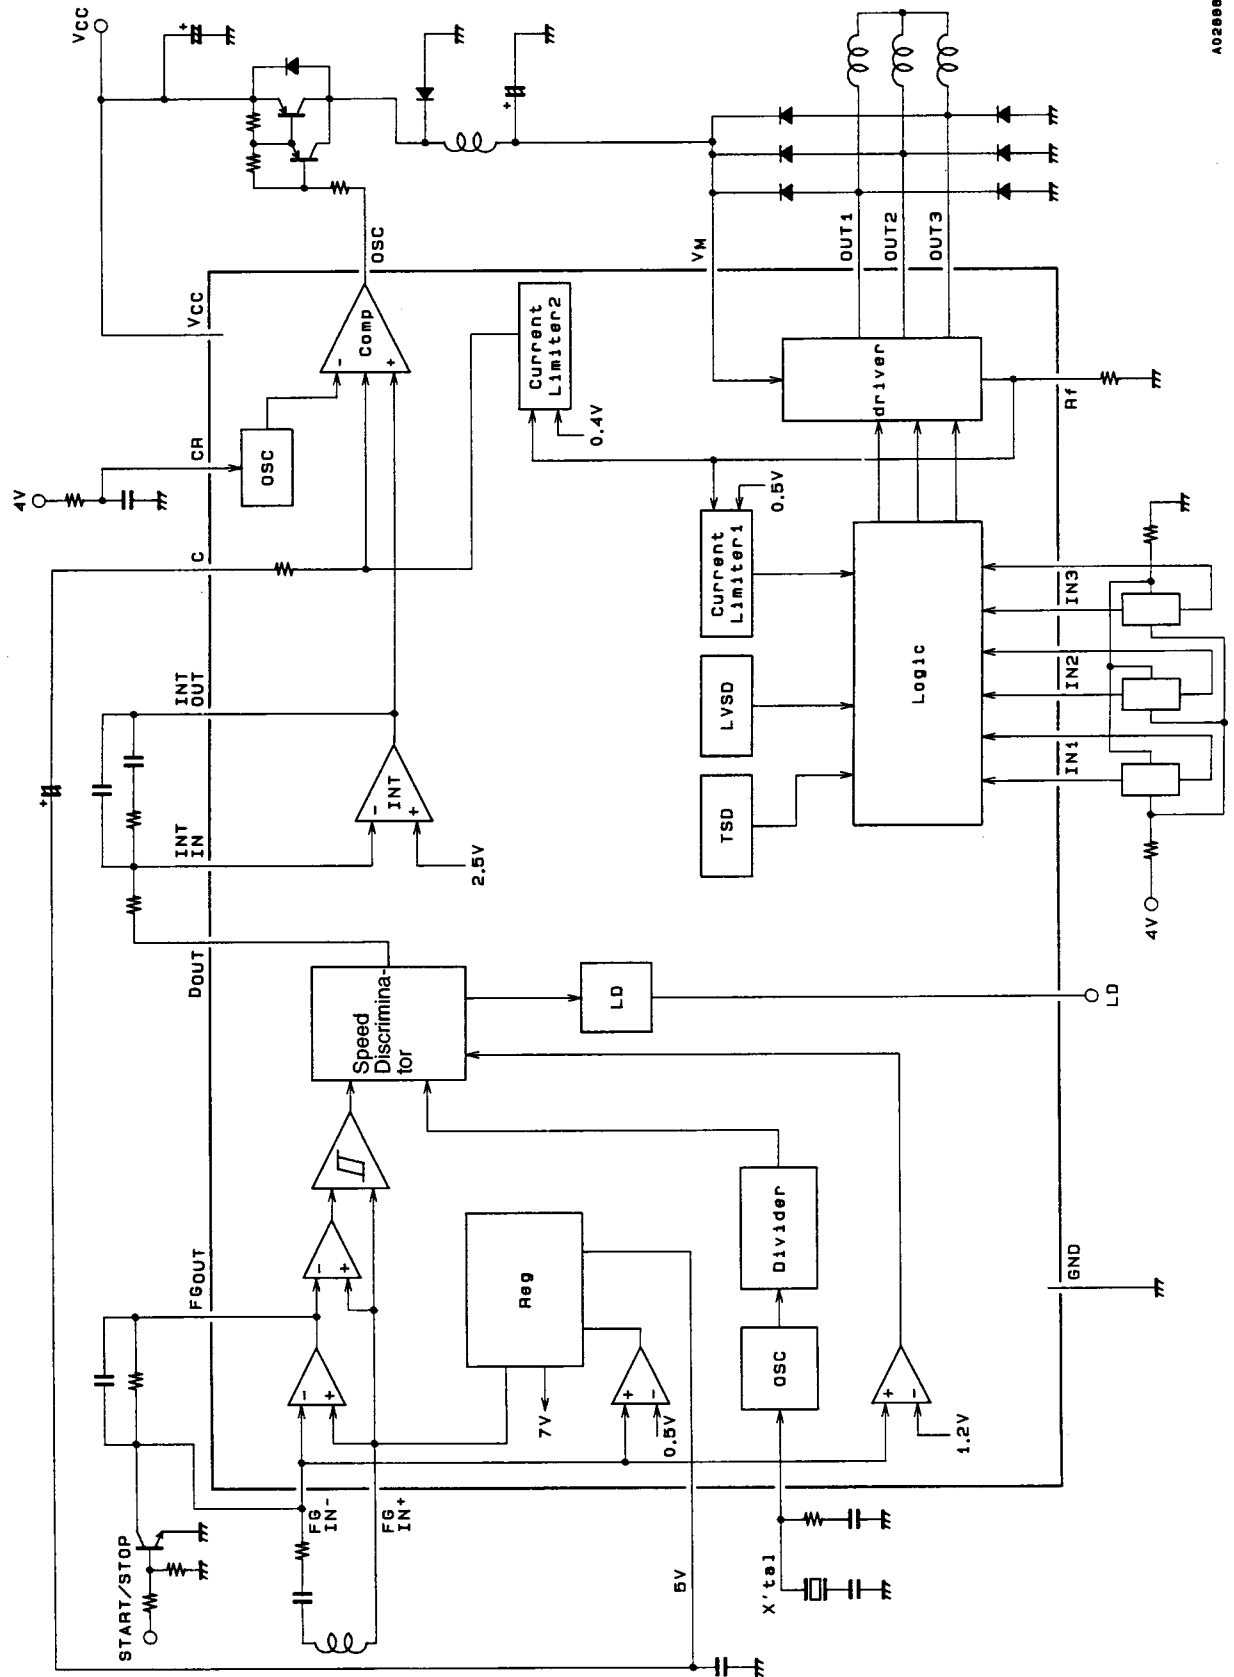 VCC
A02888
4V
CR
VCC
OSC
C
OSC
Comp
-
+
Current
Limiter2
0.4V
VM
OUT1
OUT2
OUT3
driver
Rf
INT
OUT
INT
IN
INT
-
+
2.5V
Current
Limiter1
0.5V
LVSD
TSD
Logic
IN3
IN2
IN1
4V
DOUT
Speed
Discrimina-
tor
LD
LD
FGOUT
-
+
-
+
Reg
7V
+
-
0.5V
Divider
OSC
+
-
1.2V
GND
START/STOP
FG
IN-
FG
IN+
5V
X'tal